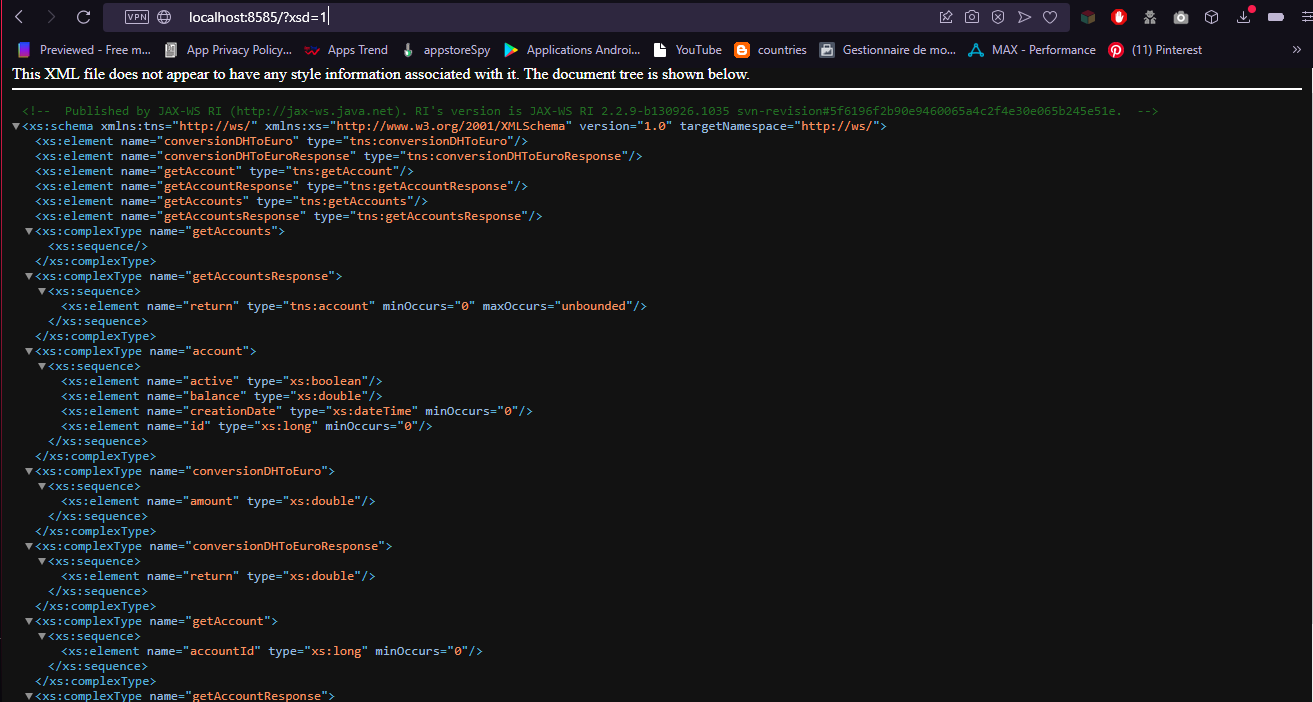 VPN localhost:8585/?xsd=1
Previewed - Free m... App Privacy Policy... Apps Trend appstoreSpy Applications Androi... YouTube countries Gestionnaire de mo... MAX - Performance (11) Pinterest »
This XML file does not appear to have any style information associated with it. The document tree is shown below.
<!-- Published by JAX-WS RI (http://jax-ws.java.net). RI's version is JAX-WS RI 2.2.9-b130926.1035 svn-revision#5f6196f2b90e9460065a4c2f4e30e065b245e51e. -->
▼<xs:schema xmlns:tns="http://ws/" xmlns:xs="http://www.w3.org/2001/XMLSchema" version="1.0" targetNamespace="http://ws/">
<xs:element name="conversionDHToEuro" type="tns:conversionDHToEuro"/>
<xs:element name="conversionDHToEuroResponse" type="tns:conversionDHToEuroResponse"/>
<xs:element name="getAccount" type="tns:getAccount"/>
<xs:element name="getAccountResponse" type="tns:getAccountResponse"/>
<xs:element name="getAccounts" type="tns:getAccounts"/>
<xs:element name="getAccountsResponse" type="tns:getAccountsResponse"/>
▼<xs:complexType name="getAccounts">
<xs:sequence/>
</xs:complexType>
▼<xs:complexType name="getAccountsResponse">
▼<xs:sequence>
<xs:element name="return" type="tns:account" minOccurs="0" maxOccurs="unbounded"/>
</xs:sequence>
</xs:complexType>
▼<xs:complexType name="account">
▼<xs:sequence>
<xs:element name="active" type="xs:boolean"/>
<xs:element name="balance" type="xs:double"/>
<xs:element name="creationDate" type="xs:dateTime" minOccurs="0"/>
<xs:element name="id" type="xs:long" minOccurs="0"/>
</xs:sequence>
</xs:complexType>
▼<xs:complexType name="conversionDHToEuro">
▼<xs:sequence>
<xs:element name="amount" type="xs:double"/>
</xs:sequence>
</xs:complexType>
▼<xs:complexType name="conversionDHToEuroResponse">
▼<xs:sequence>
<xs:element name="return" type="xs:double"/>
</xs:sequence>
</xs:complexType>
▼<xs:complexType name="getAccount">
▼<xs:sequence>
<xs:element name="accountId" type="xs:long" minOccurs="0"/>
</xs:sequence>
</xs:complexType>
▼<xs:complexType name="getAccountResponse">